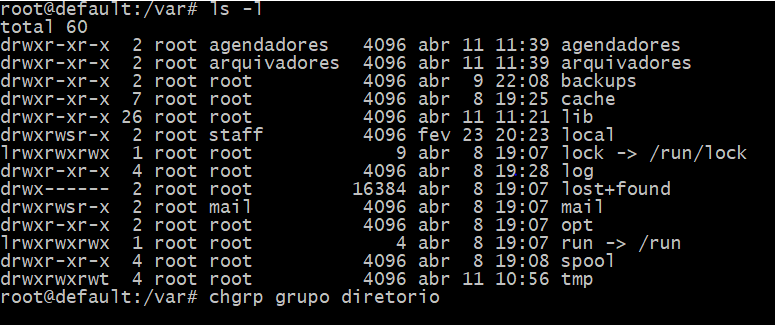 root@default:/var# ls -l
total 60
drwxr-xr-x  2 root agendadores  4096 abr 11 11:39 agendadores
drwxr-xr-x  2 root arquivadores  4096 abr 11 11:39 arquivadores
drwxr-xr-x  2 root root          4096 abr  9 22:08 backups
drwxr-xr-x  7 root root          4096 abr  8 19:25 cache
drwxr-xr-x 26 root root          4096 abr 11 11:21 lib
drwxrwsr-x  2 root staff         4096 fev 23 20:23 local
lrwxrwxrwx  1 root root             9 abr  8 19:07 lock -> /run/lock
drwxr-xr-x  4 root root          4096 abr  8 19:28 log
drwx------  2 root root         16384 abr  8 19:07 lost+found
drwxrwsr-x  2 root mail          4096 abr  8 19:07 mail
drwxr-xr-x  2 root root          4096 abr  8 19:07 opt
lrwxrwxrwx  1 root root             4 abr  8 19:07 run -> /run
drwxr-xr-x  4 root root          4096 abr  8 19:08 spool
drwxrwxrwt  4 root root          4096 abr 11 10:56 tmp
root@default:/var# chgrp grupo diretorio